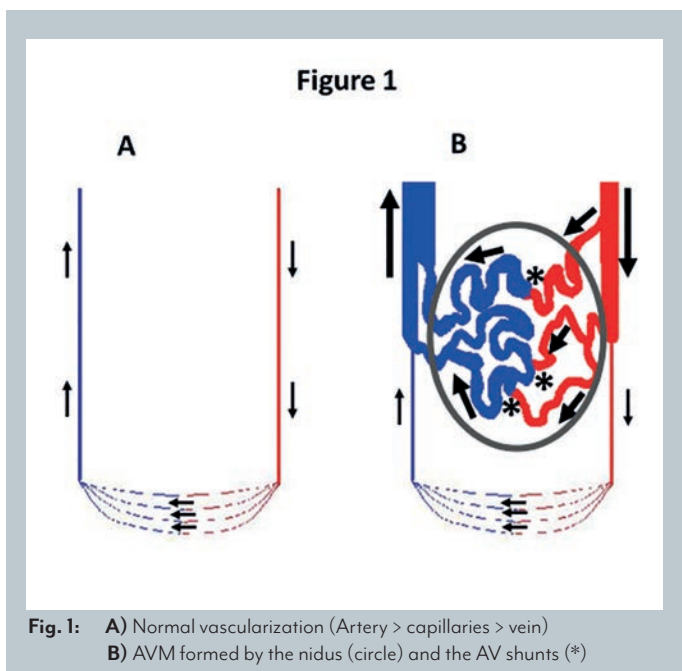 Figure 1
A
B
*
*
*
Fig. 1: A) Normal vascularization (Artery > capillaries > vein)
B) AVM formed by the nidus (circle) and the AV shunts (*)